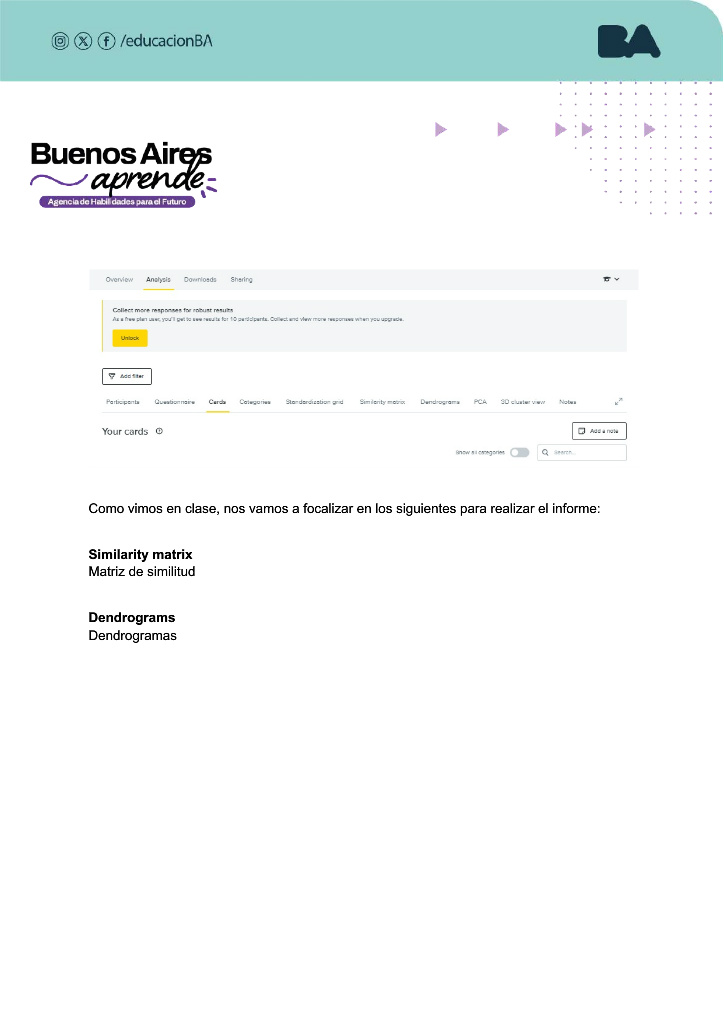 /educacionBA
BA
Buenos Aires
aprende
Agencia de Habilidades para el Futuro
Overview Analysis Downloads Sharing
Collect more responses for robust results
As a free plan user, you'll get to see results for 10 participants. Collect and view more responses when you upgrade.
Unlock
Add filter
Participants Questionnaire Cards Categories Standardization grid Similarity matrix Dendrograms PCA 3D cluster view Notes
Your cards
Add a note
Show all categories
Search...
Como vimos en clase, nos vamos a focalizar en los siguientes para realizar el informe:
Similarity matrix
Matriz de similitud
Dendrograms
Dendrogramas